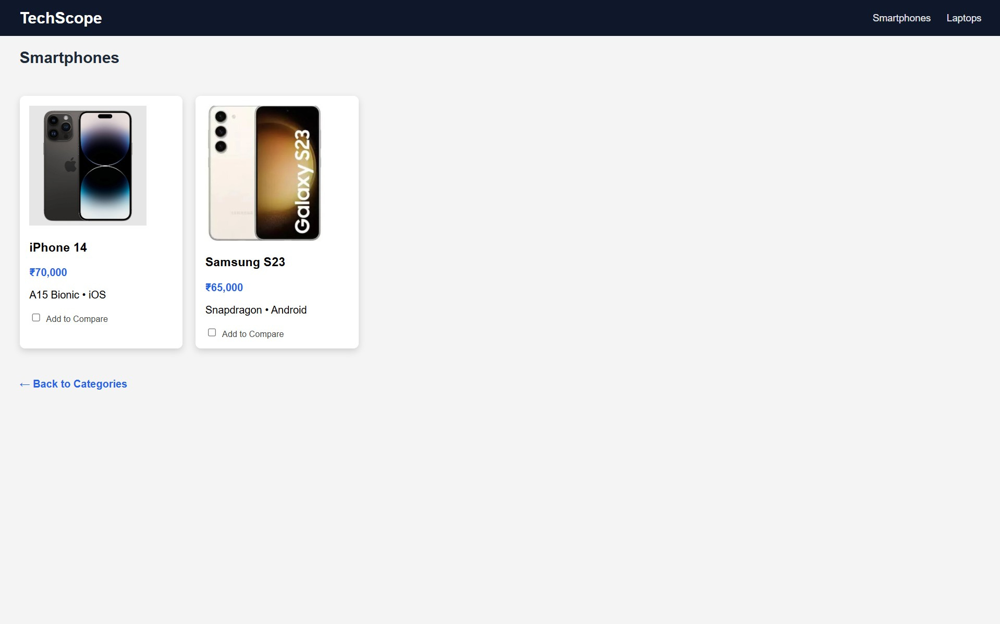 TechScope
Smartphones Laptops
Smartphones
Galaxy S23
iPhone 14
₹70,000
A15 Bionic • iOS
Add to Compare
Samsung S23
₹65,000
Snapdragon • Android
Add to Compare
← Back to Categories